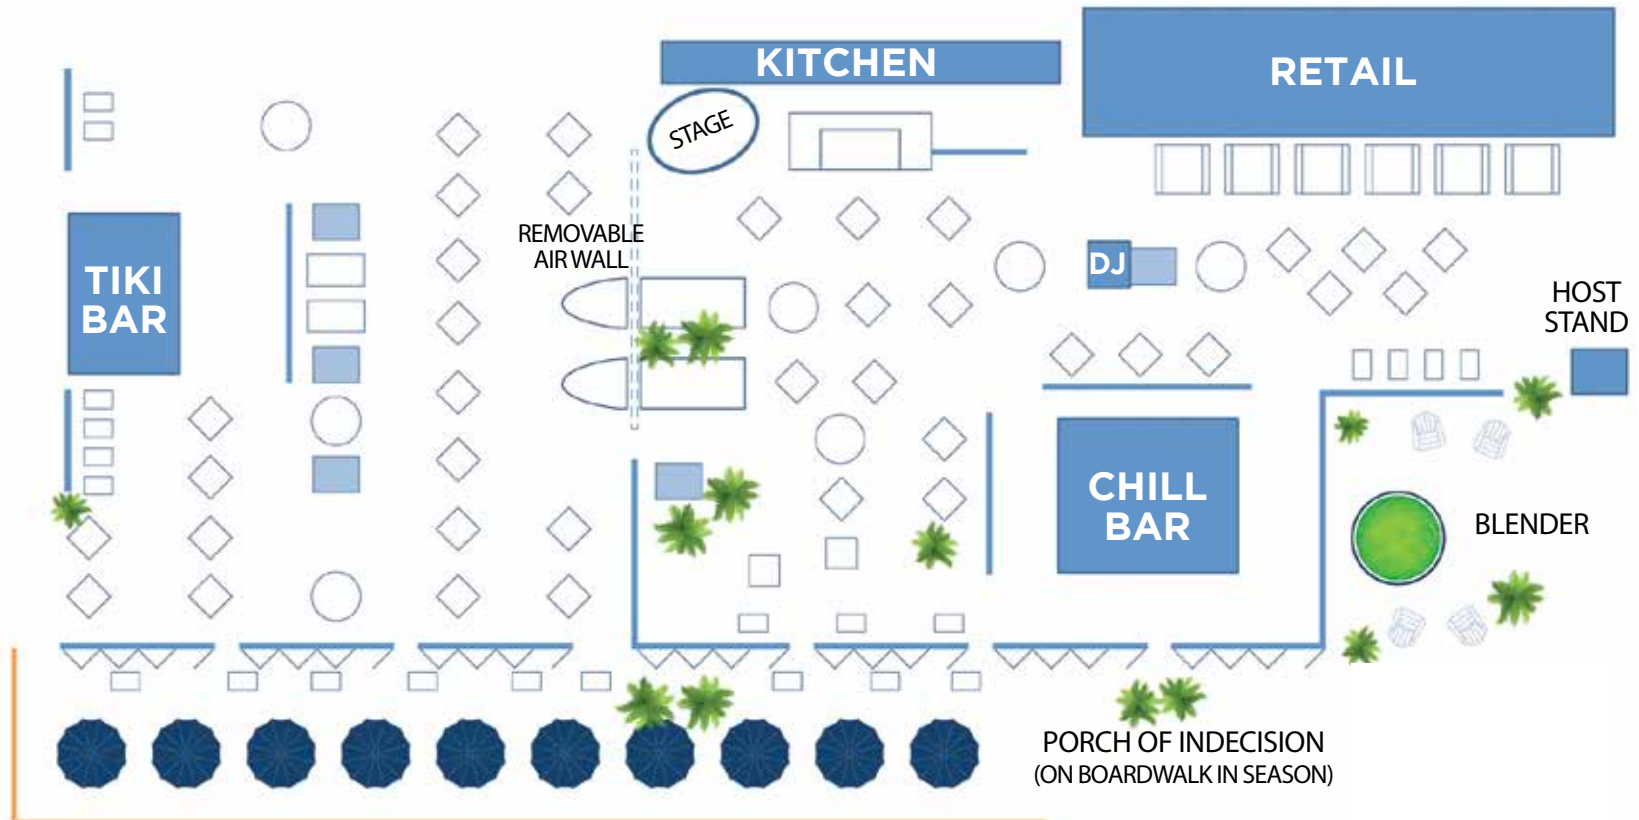 KITCHEN
RETAIL
STAGE
REMOVABLE
AIR WALL
TIKI
BAR
DJ
HOST
STAND
CHILL
BAR
BLENDER
PORCH OF INDECISION
(ON BOARDWALK IN SEASON)